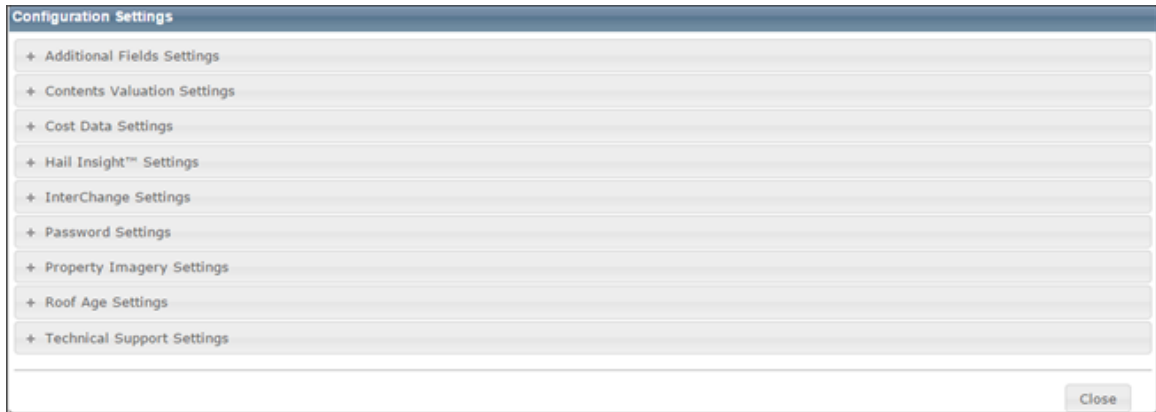 Configuration Settings
+ Additional Fields Settings
+ Contents Valuation Settings
+ Cost Data Settings
+ Hail Insight™ Settings
+ InterChange Settings
+ Password Settings
+ Property Imagery Settings
+ Roof Age Settings
+ Technical Support Settings
Close